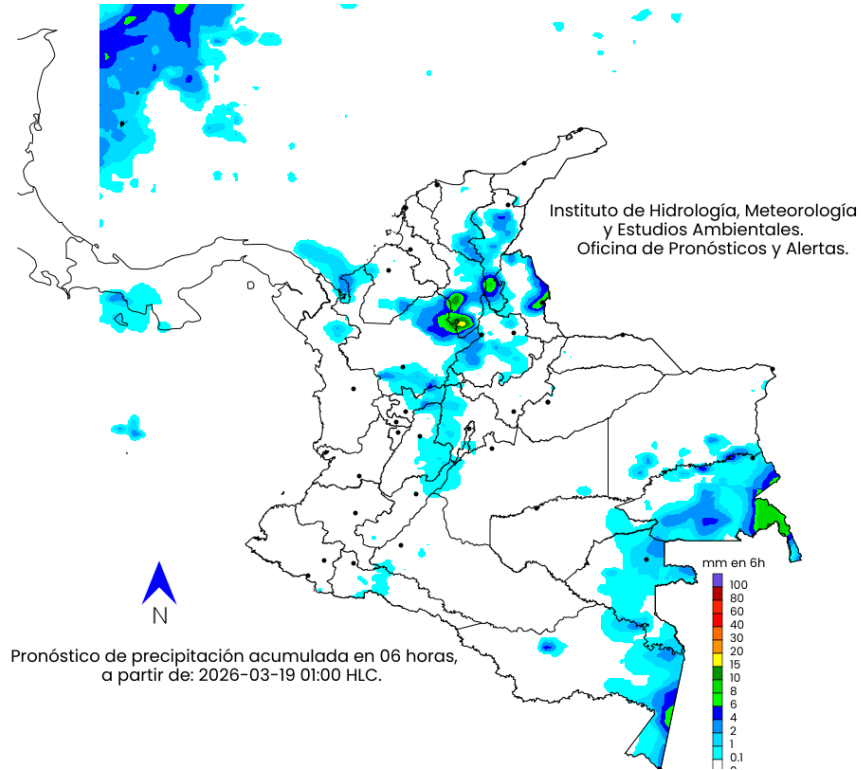 Instituto de Hidrología, Meteorología
y Estudios Ambientales.
Oficina de Pronósticos y Alertas.
N
Pronóstico de precipitación acumulada en 06 horas,
a partir de: 2026-03-19 01:00 HLC.
mm en 6h
100
80
60
40
30
20
15
10
8
6
4
2
1
0.1
0